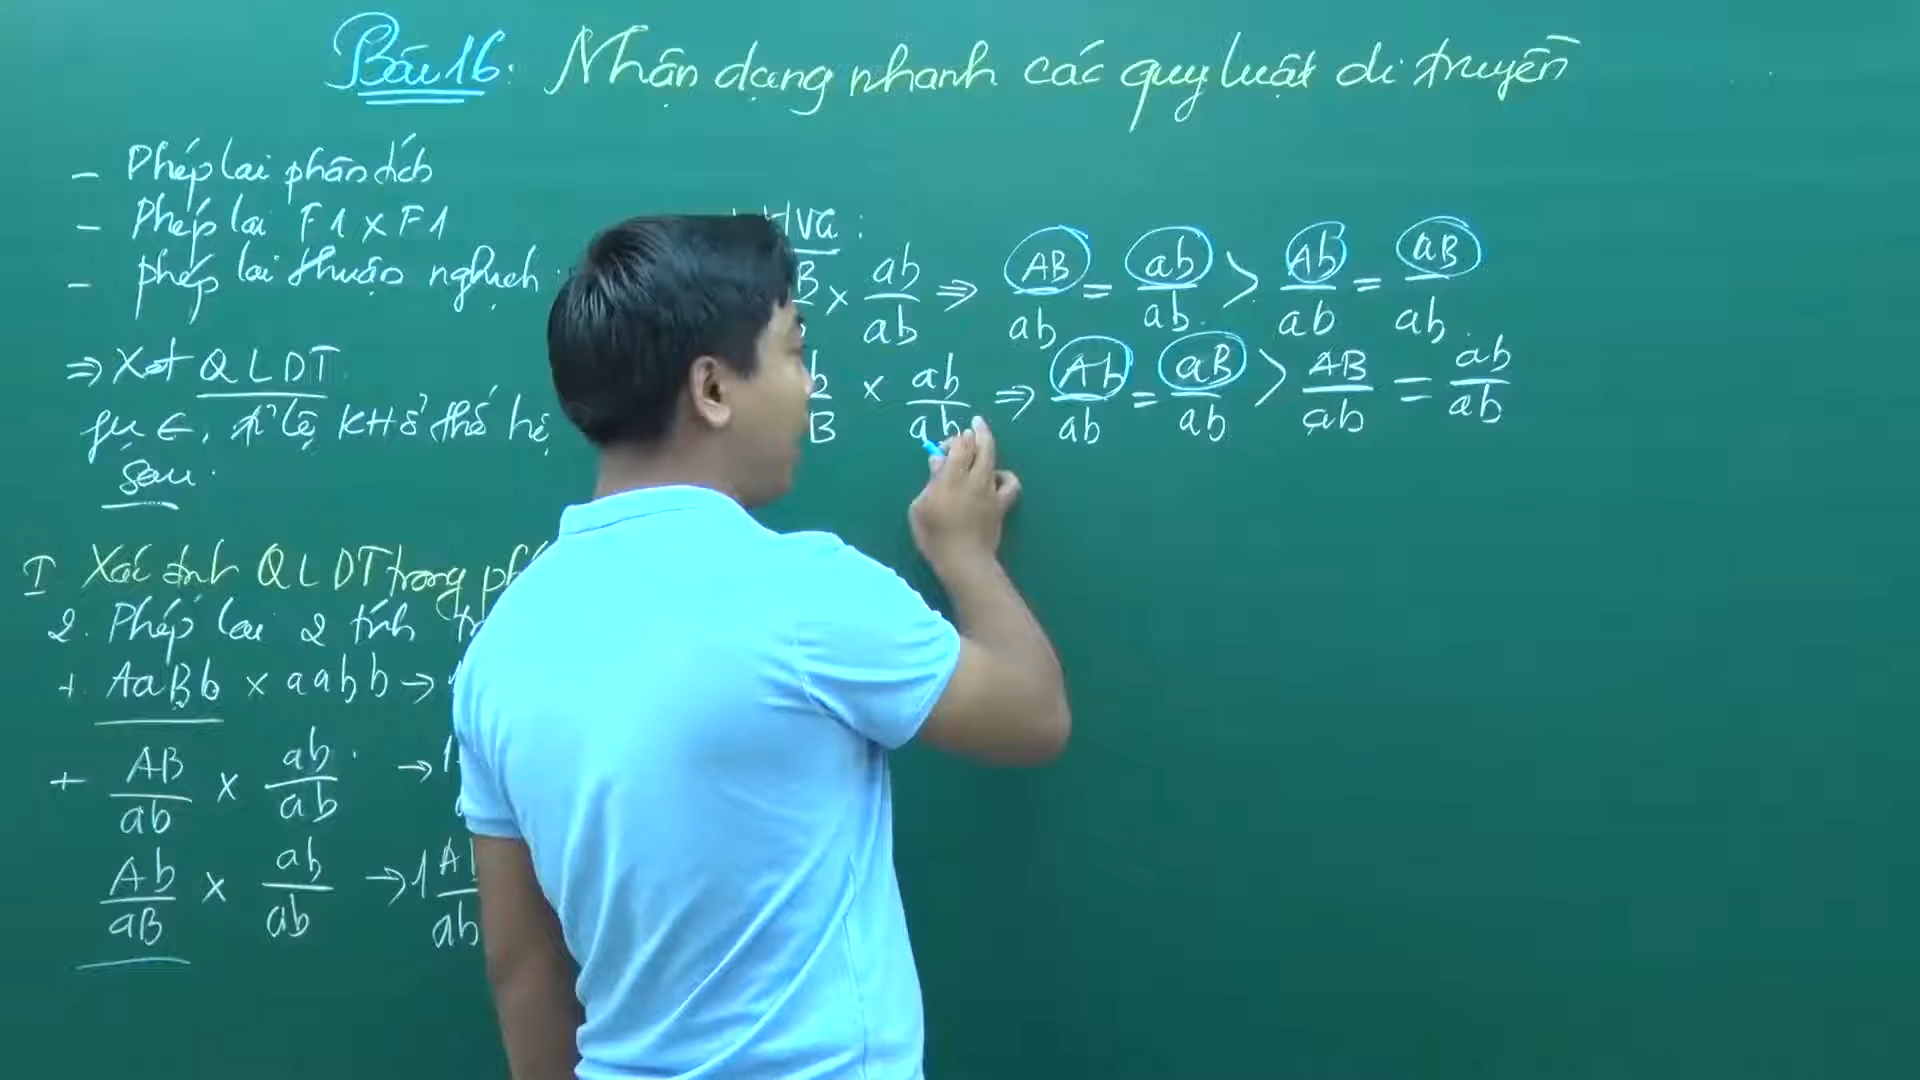 Bài 16: Nhận dạng nhanh các quy luật di truyền
- Phép lai phân tích
- Phép lai F1 x F1
- phép lai thuận nghịch
⇒ Xét QLDT
dựa ∈, tỉ lệ KH ở thế hệ
sau.
I Xác định QLDT trong ph
2. Phép lai 2 tính tr
+ AaBb x aabb →
+ AB/ab x ab/ab → 1
Ab/aB x ab/ab → 1 Ab/ab
HVG:
B x ab/ab ⇒ AB/ab = ab/ab > Ab/ab = aB/ab
b/B x ab/ab ⇒ Ab/ab = aB/ab > AB/ab = ab/ab